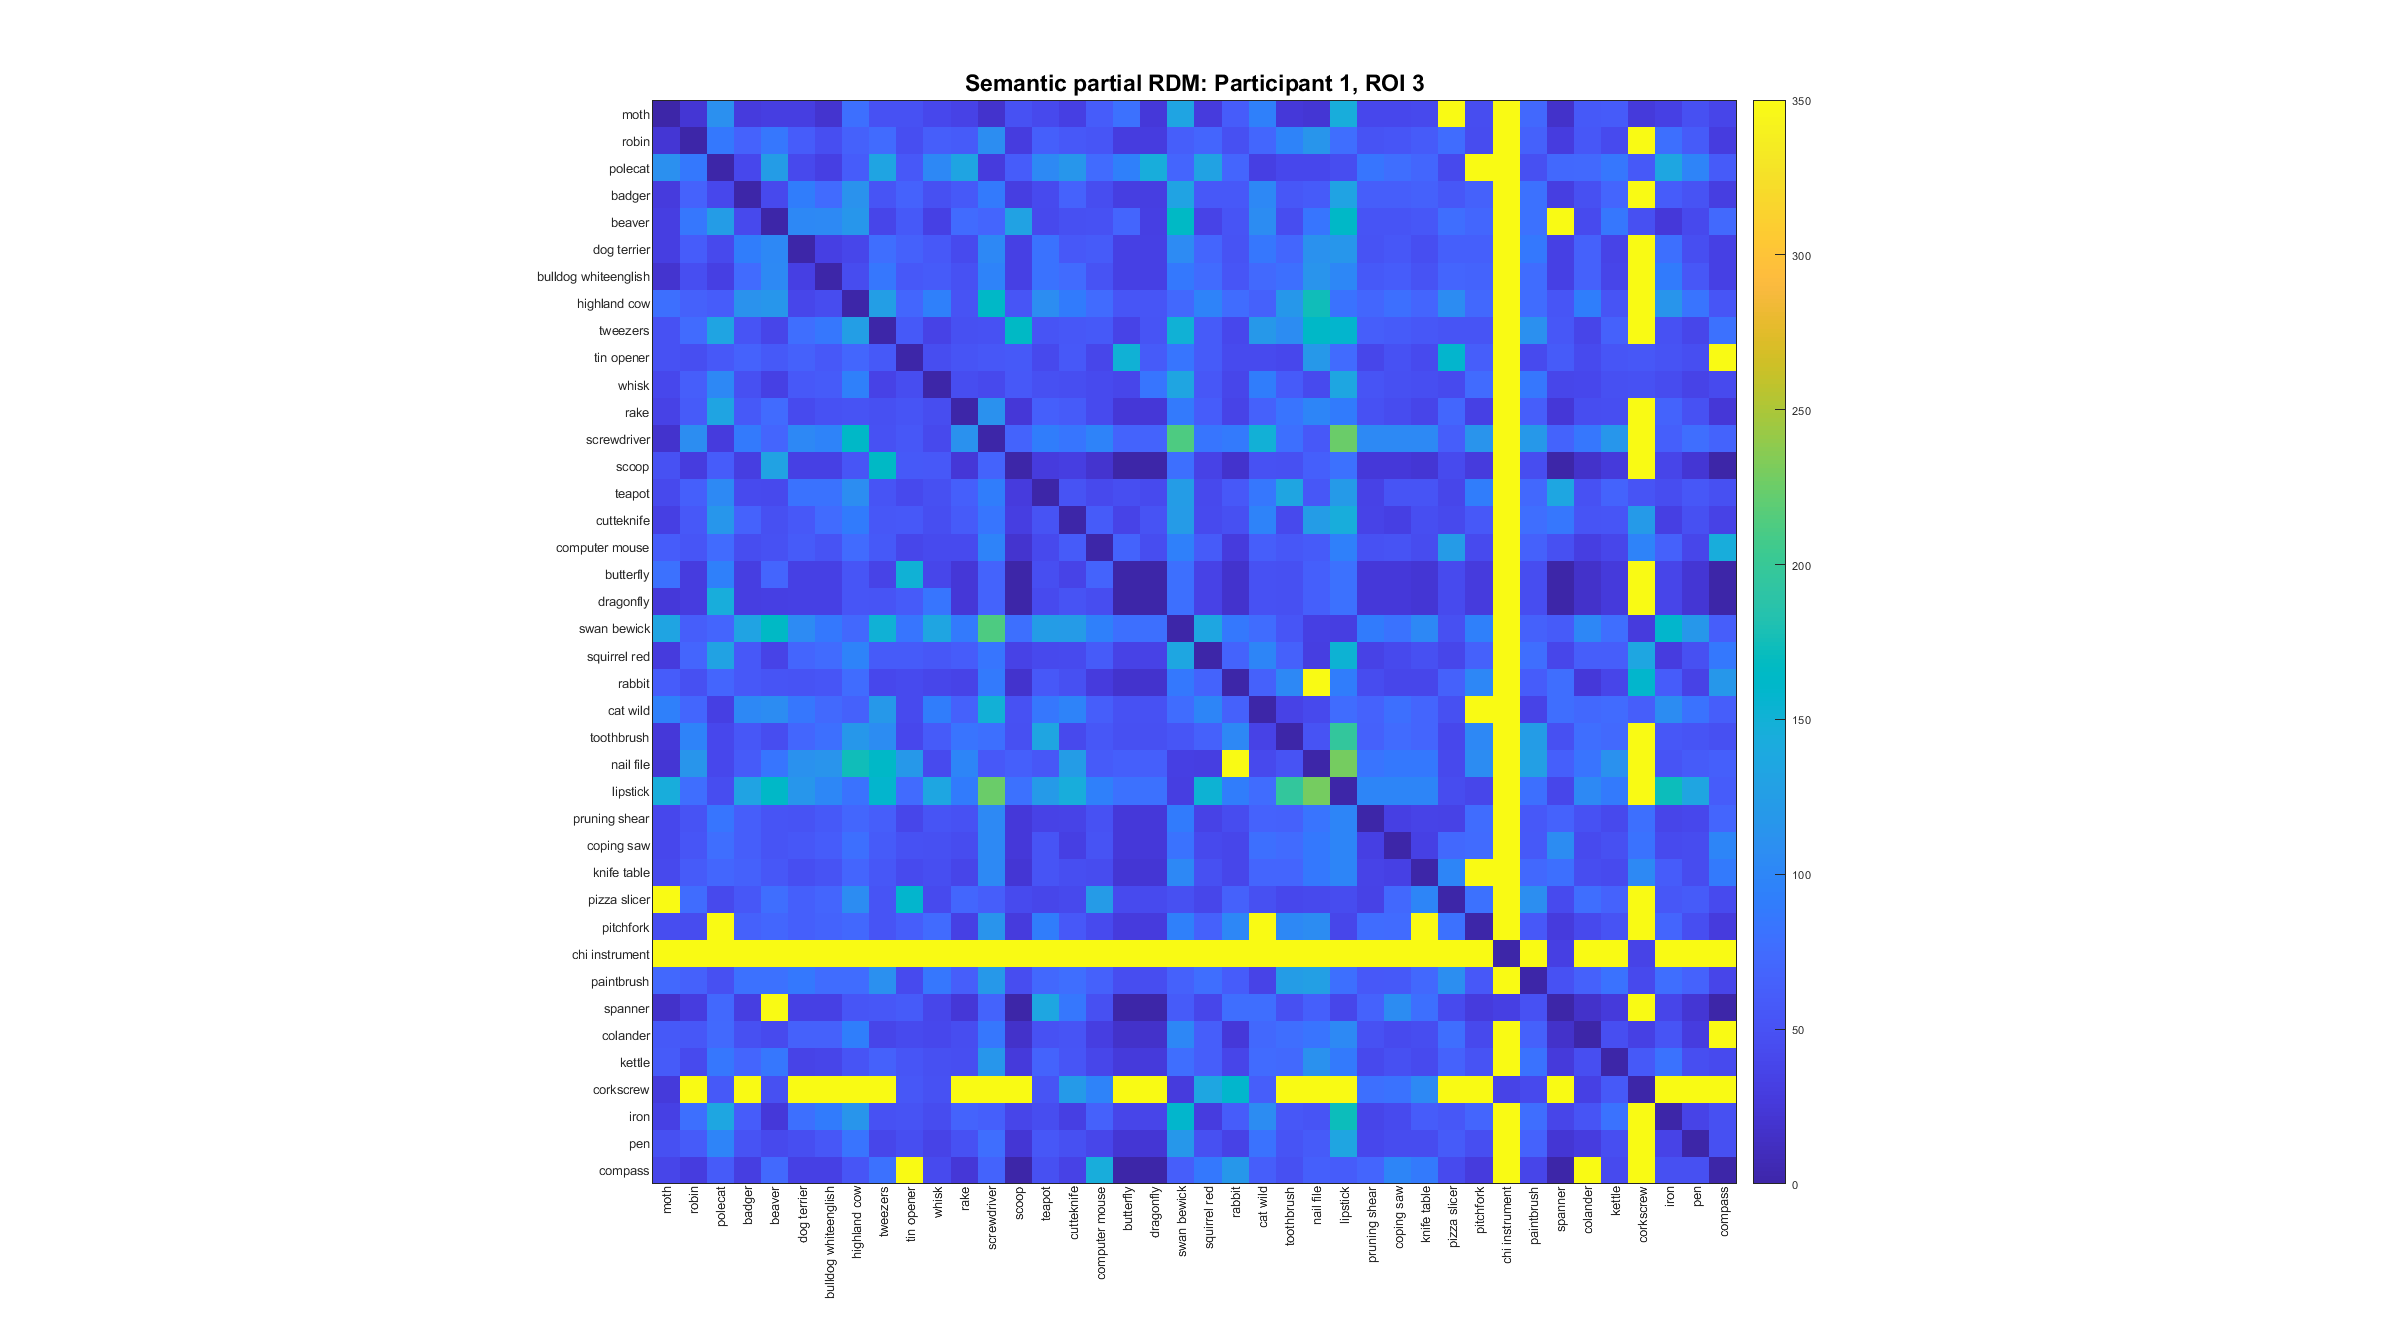 Semantic partial RDM: Participant 1, ROI 3
moth
robin
polecat
badger
beaver
dog terrier
bulldog whiteenglish
highland cow
tweezers
tin opener
whisk
rake
screwdriver
scoop
teapot
cutteknife
computer mouse
butterfly
dragonfly
swan bewick
squirrel red
rabbit
cat wild
toothbrush
nail file
lipstick
pruning shear
coping saw
knife table
pizza slicer
pitchfork
chi instrument
paintbrush
spanner
colander
kettle
corkscrew
iron
pen
compass
moth
robin
polecat
badger
beaver
dog terrier
bulldog whiteenglish
highland cow
tweezers
tin opener
whisk
rake
screwdriver
scoop
teapot
cutteknife
computer mouse
butterfly
dragonfly
swan bewick
squirrel red
rabbit
cat wild
toothbrush
nail file
lipstick
pruning shear
coping saw
knife table
pizza slicer
pitchfork
chi instrument
paintbrush
spanner
colander
kettle
corkscrew
iron
pen
compass
350
300
250
200
150
100
50
0